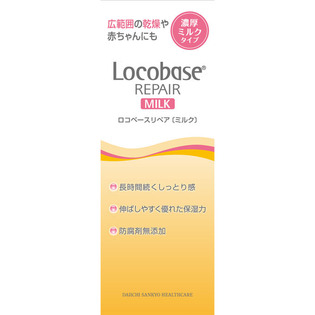 広範囲の乾燥や
赤ちゃんにも
濃厚
ミルク
タイプ
Locobase®
REPAIR
MILK
ロコベースリペア〔ミルク〕
長時間続くしっとり感
伸ばしやすく優れた保湿力
防腐剤無添加
DAIICHI SANKYO HEALTHCARE